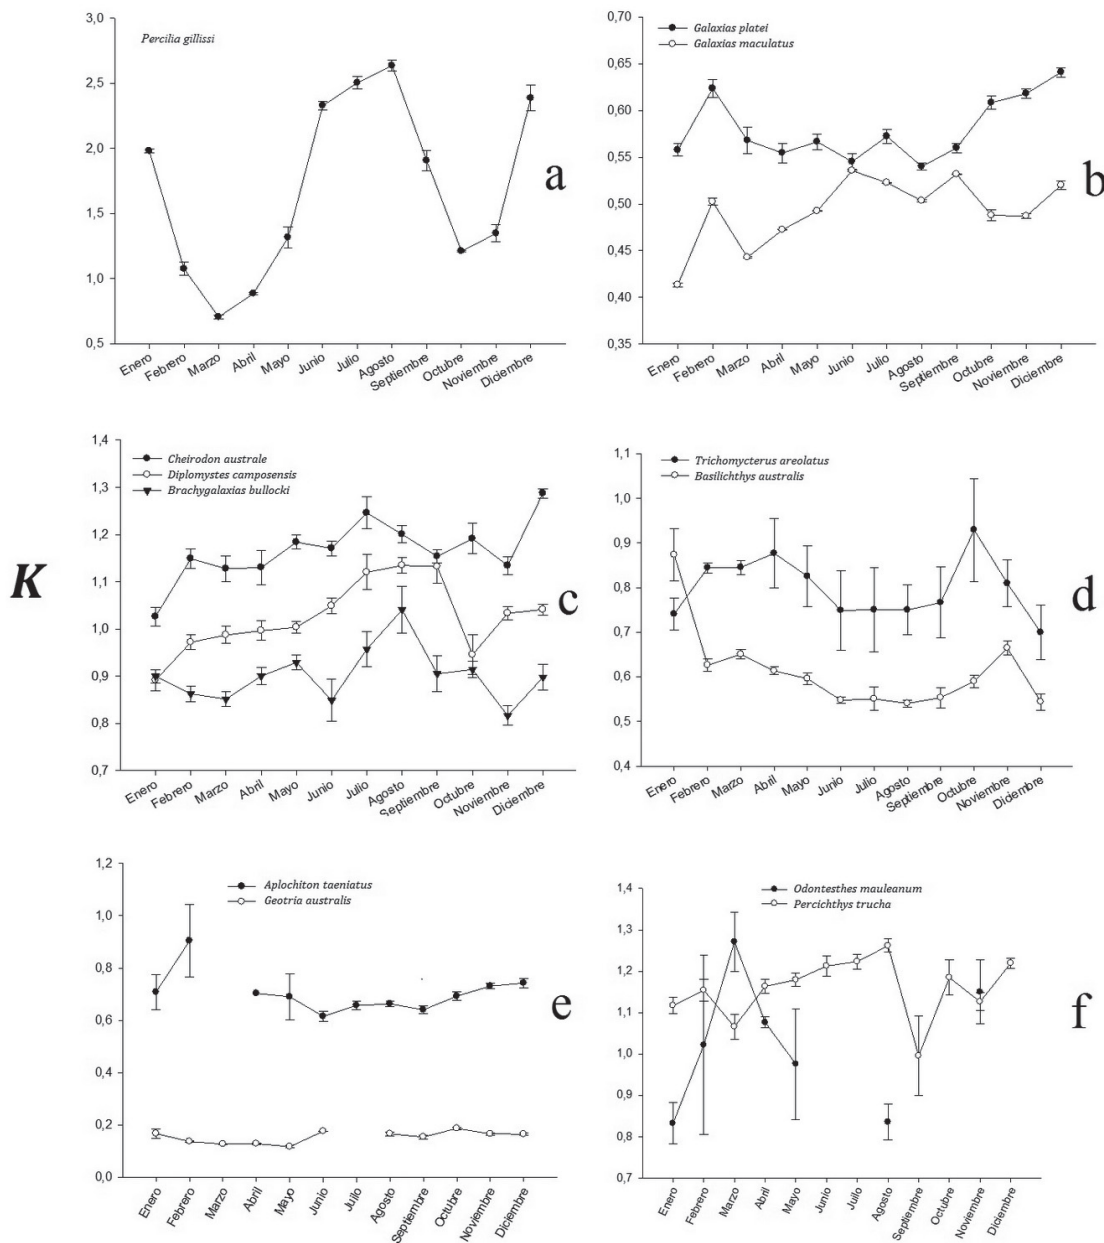 K
3,0
2,5
2,0
1,5
1,0
0,5
Percilia gillissi
a
Enero
Febrero
Marzo
Abril
Mayo
Junio
Julio
Agosto
Septiembre
Octubre
Noviembre
Diciembre
0,70
0,65
0,60
0,55
0,50
0,45
0,40
0,35
Galaxias platei
Galaxias maculatus
b
Enero
Febrero
Marzo
Abril
Mayo
Junio
Julio
Agosto
Septiembre
Octubre
Noviembre
Diciembre
1,4
1,3
1,2
1,1
1,0
0,9
0,8
0,7
Cheirodon australe
Diplomystes camposensis
Brachygalaxias bullocki
c
Enero
Febrero
Marzo
Abril
Mayo
Junio
Julio
Agosto
Septiembre
Octubre
Noviembre
Diciembre
1,1
1,0
0,9
0,8
0,7
0,6
0,5
0,4
Trichomycterus areolatus
Basilichthys australis
d
Enero
Febrero
Marzo
Abril
Mayo
Junio
Julio
Agosto
Septiembre
Octubre
Noviembre
Diciembre
1,2
1,0
0,8
0,6
0,4
0,2
0,0
Aplochiton taeniatus
Geotria australis
e
Enero
Febrero
Marzo
Abril
Mayo
Junio
Julio
Agosto
Septiembre
Octubre
Noviembre
Diciembre
1,4
1,3
1,2
1,1
1,0
0,9
0,8
0,7
Odontesthes mauleanum
Percichthys trucha
f
Enero
Febrero
Marzo
Abril
Mayo
Junio
Julio
Agosto
Septiembre
Octubre
Noviembre
Diciembre